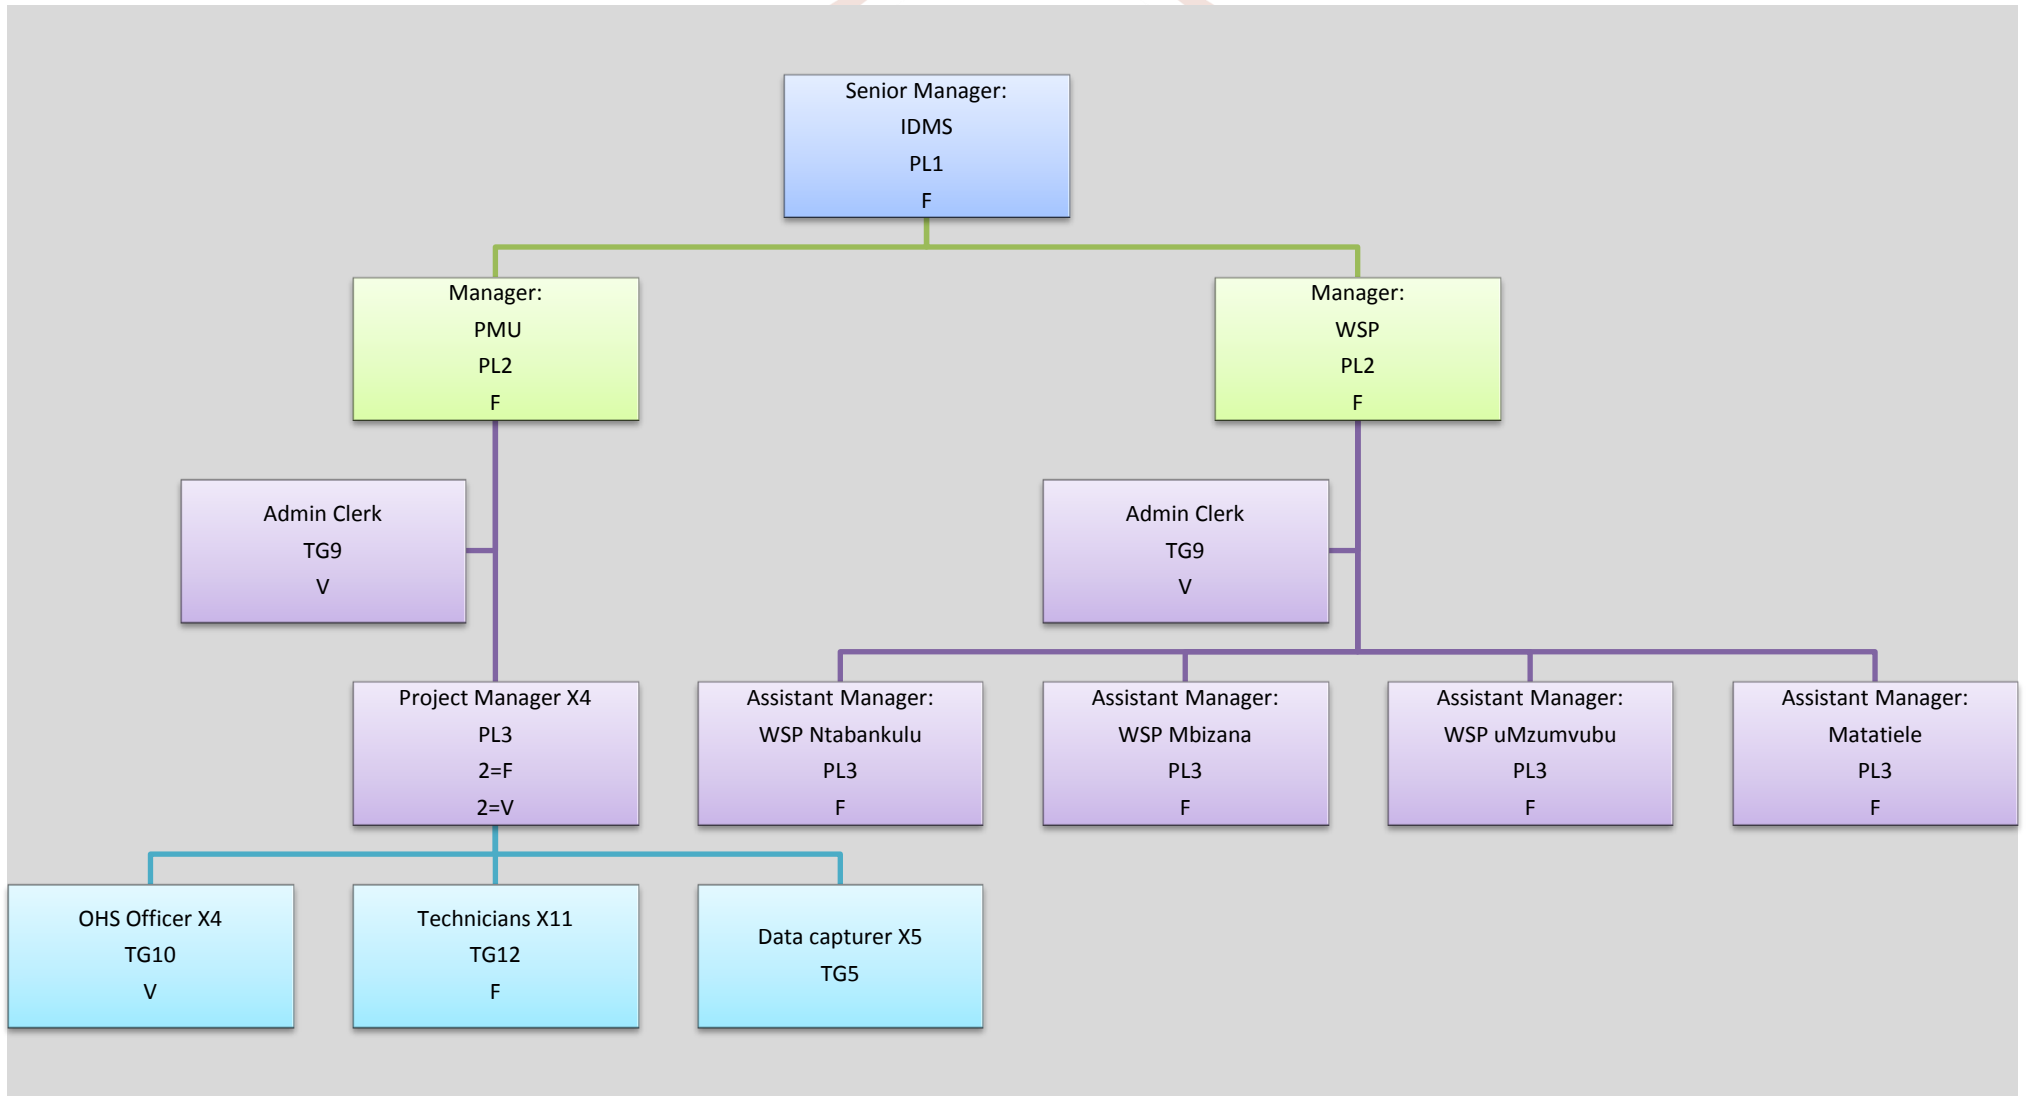 Senior Manager:
IDMS
PL1
F
Manager:
PMU
PL2
F
Manager:
WSP
PL2
F
Admin Clerk
TG9
V
Admin Clerk
TG9
V
Project Manager X4
PL3
2=F
2=V
Assistant Manager:
WSP Ntabankulu
PL3
F
Assistant Manager:
WSP Mbizana
PL3
F
Assistant Manager:
WSP uMzumvubu
PL3
F
Assistant Manager:
Matatiele
PL3
F
OHS Officer X4
TG10
V
Technicians X11
TG12
F
Data capturer X5
TG5